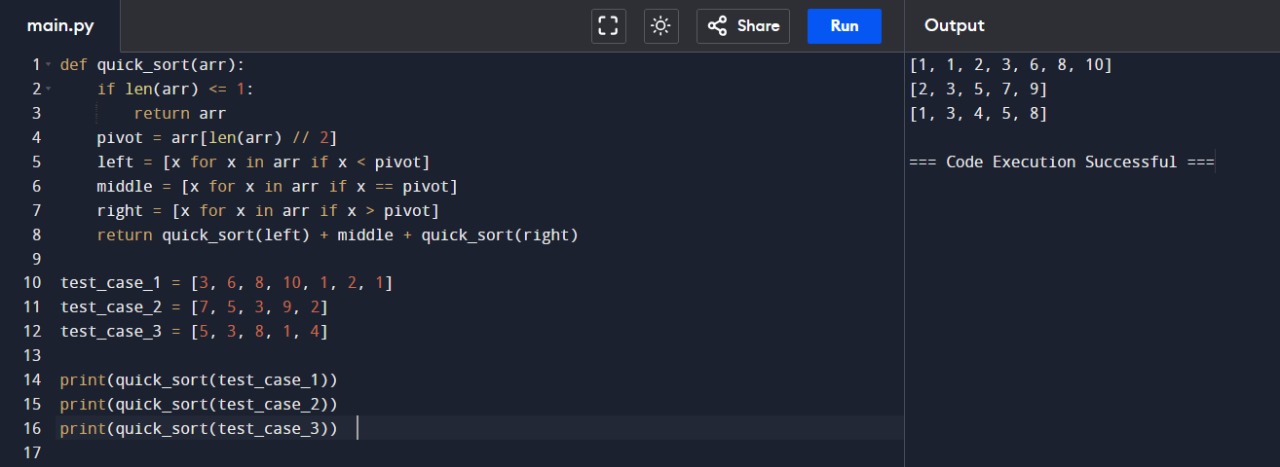 main.py
Share
Run
Output
1 def quick_sort(arr):
2     if len(arr) <= 1:
3         return arr
4     pivot = arr[len(arr) // 2]
5     left = [x for x in arr if x < pivot]
6     middle = [x for x in arr if x == pivot]
7     right = [x for x in arr if x > pivot]
8     return quick_sort(left) + middle + quick_sort(right)
9
10 test_case_1 = [3, 6, 8, 10, 1, 2, 1]
11 test_case_2 = [7, 5, 3, 9, 2]
12 test_case_3 = [5, 3, 8, 1, 4]
13
14 print(quick_sort(test_case_1))
15 print(quick_sort(test_case_2))
16 print(quick_sort(test_case_3))
17
[1, 1, 2, 3, 6, 8, 10]
[2, 3, 5, 7, 9]
[1, 3, 4, 5, 8]
=== Code Execution Successful ===